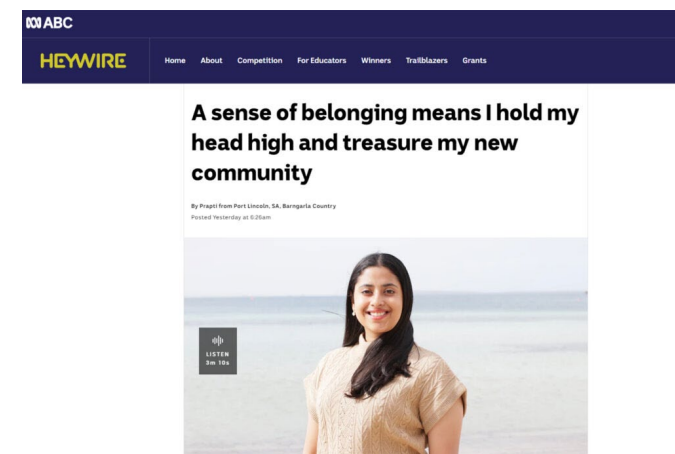 ABC
HEYWIRE
Home About Competition For Educators Winners Trailblazers Grants
A sense of belonging means I hold my
head high and treasure my new
community
By Prapti from Port Lincoln, SA, Barngarla Country
Posted Yesterday at 6:26am
LISTEN
3m 10s